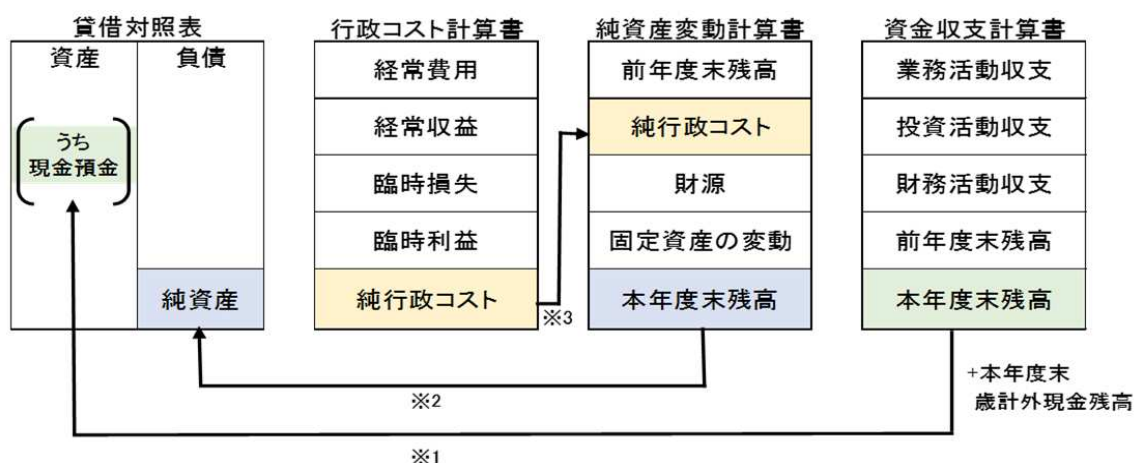 貸借対照表
資産
負債
うち
現金預金
純資産
行政コスト計算書
経常費用
経常収益
臨時損失
臨時利益
純行政コスト
※3
純資産変動計算書
前年度末残高
純行政コスト
財源
固定資産の変動
本年度末残高
資金収支計算書
業務活動収支
投資活動収支
財務活動収支
前年度末残高
本年度末残高
+本年度末
歳計外現金残高
※2
※1